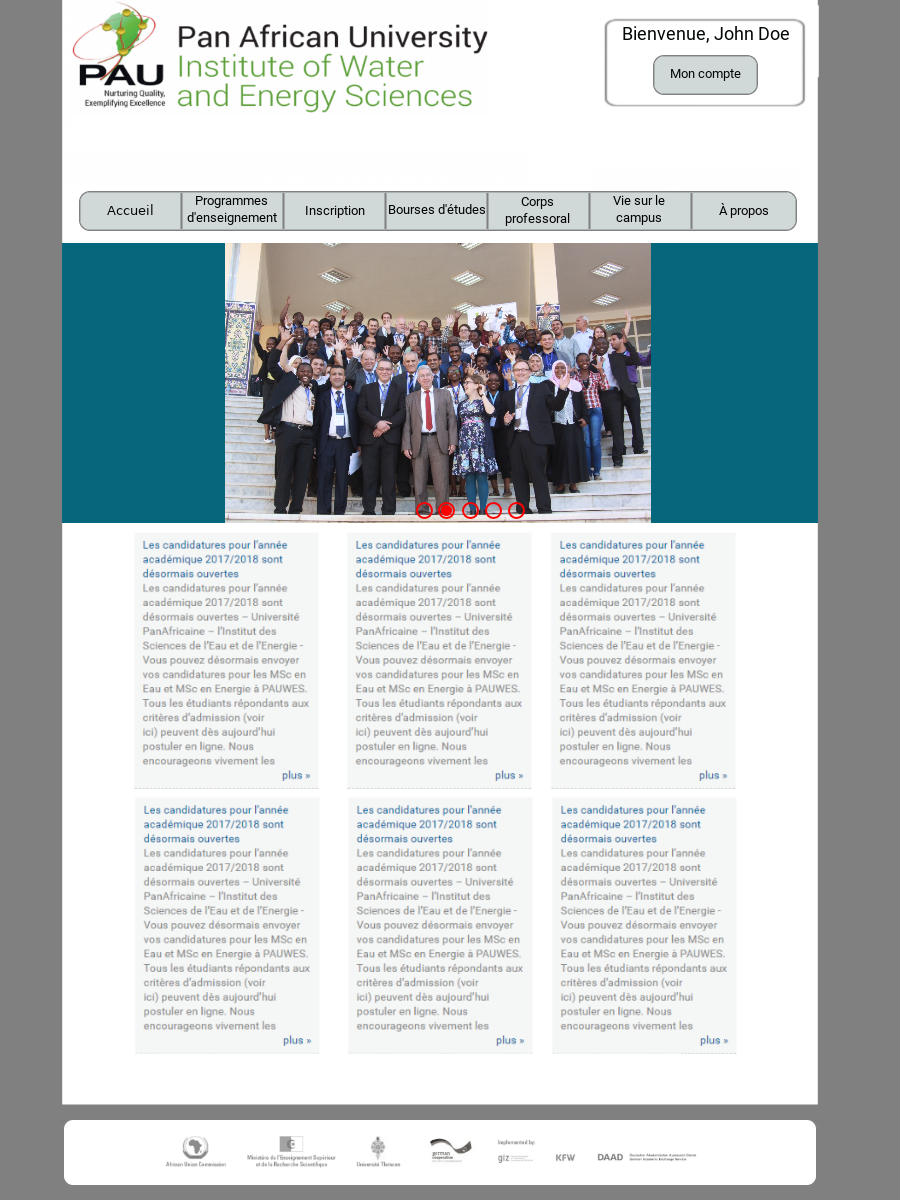 PAU
Nurturing Quality,
Exemplifying Excellence
Pan African University
Institute of Water
and Energy Sciences
Bienvenue, John Doe
Mon compte
Accueil
Programmes
d'enseignement
Inscription
Bourses d'études
Corps
professoral
Vie sur le
campus
À propos
Les candidatures pour l'année
académique 2017/2018 sont
désormais ouvertes
Les candidatures pour l'année
académique 2017/2018 sont
désormais ouvertes – Université
PanAfricaine – l'Institut des
Sciences de l'Eau et de l'Energie -
Vous pouvez désormais envoyer
vos candidatures pour les MSc en
Eau et MSc en Energie à PAUWES.
Tous les étudiants répondants aux
critères d'admission (voir
ici) peuvent dès aujourd'hui
postuler en ligne. Nous
encourageons vivement les
plus »
Les candidatures pour l'année
académique 2017/2018 sont
désormais ouvertes
Les candidatures pour l'année
académique 2017/2018 sont
désormais ouvertes – Université
PanAfricaine – l'Institut des
Sciences de l'Eau et de l'Energie -
Vous pouvez désormais envoyer
vos candidatures pour les MSc en
Eau et MSc en Energie à PAUWES.
Tous les étudiants répondants aux
critères d'admission (voir
ici) peuvent dès aujourd'hui
postuler en ligne. Nous
encourageons vivement les
plus »
Les candidatures pour l'année
académique 2017/2018 sont
désormais ouvertes
Les candidatures pour l'année
académique 2017/2018 sont
désormais ouvertes – Université
PanAfricaine – l'Institut des
Sciences de l'Eau et de l'Energie -
Vous pouvez désormais envoyer
vos candidatures pour les MSc en
Eau et MSc en Energie à PAUWES.
Tous les étudiants répondants aux
critères d'admission (voir
ici) peuvent dès aujourd'hui
postuler en ligne. Nous
encourageons vivement les
plus »
Les candidatures pour l'année
académique 2017/2018 sont
désormais ouvertes
Les candidatures pour l'année
académique 2017/2018 sont
désormais ouvertes – Université
PanAfricaine – l'Institut des
Sciences de l'Eau et de l'Energie -
Vous pouvez désormais envoyer
vos candidatures pour les MSc en
Eau et MSc en Energie à PAUWES.
Tous les étudiants répondants aux
critères d'admission (voir
ici) peuvent dès aujourd'hui
postuler en ligne. Nous
encourageons vivement les
plus »
Les candidatures pour l'année
académique 2017/2018 sont
désormais ouvertes
Les candidatures pour l'année
académique 2017/2018 sont
désormais ouvertes – Université
PanAfricaine – l'Institut des
Sciences de l'Eau et de l'Energie -
Vous pouvez désormais envoyer
vos candidatures pour les MSc en
Eau et MSc en Energie à PAUWES.
Tous les étudiants répondants aux
critères d'admission (voir
ici) peuvent dès aujourd'hui
postuler en ligne. Nous
encourageons vivement les
plus »
Les candidatures pour l'année
académique 2017/2018 sont
désormais ouvertes
Les candidatures pour l'année
académique 2017/2018 sont
désormais ouvertes – Université
PanAfricaine – l'Institut des
Sciences de l'Eau et de l'Energie -
Vous pouvez désormais envoyer
vos candidatures pour les MSc en
Eau et MSc en Energie à PAUWES.
Tous les étudiants répondants aux
critères d'admission (voir
ici) peuvent dès aujourd'hui
postuler en ligne. Nous
encourageons vivement les
plus »
African Union Commission
Ministère de l'Enseignement Supérieur
et de la Recherche Scientifique
Université Tlemcen
german
cooperation
Implemented by
giz
KFW
DAAD